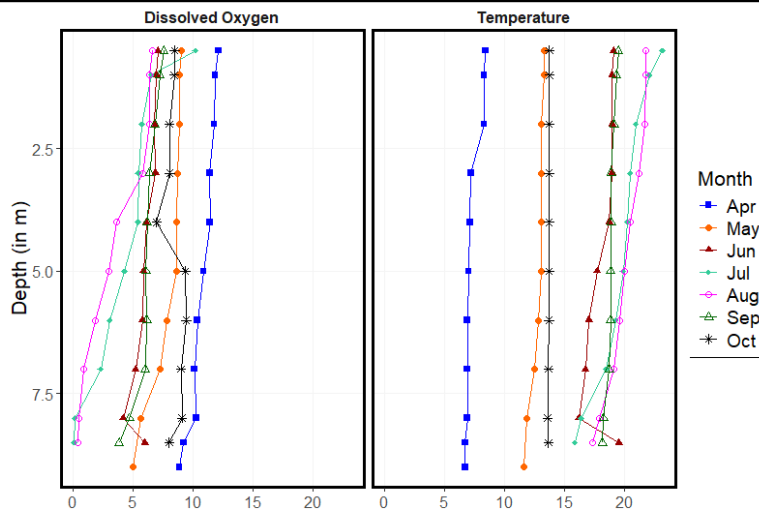 Dissolved Oxygen Temperature
2.5
5.0
7.5
Depth (in m)
0 5 10 15 20 0 5 10 15 20
Month
Apr
May
Jun
Jul
Aug
Sep
Oct